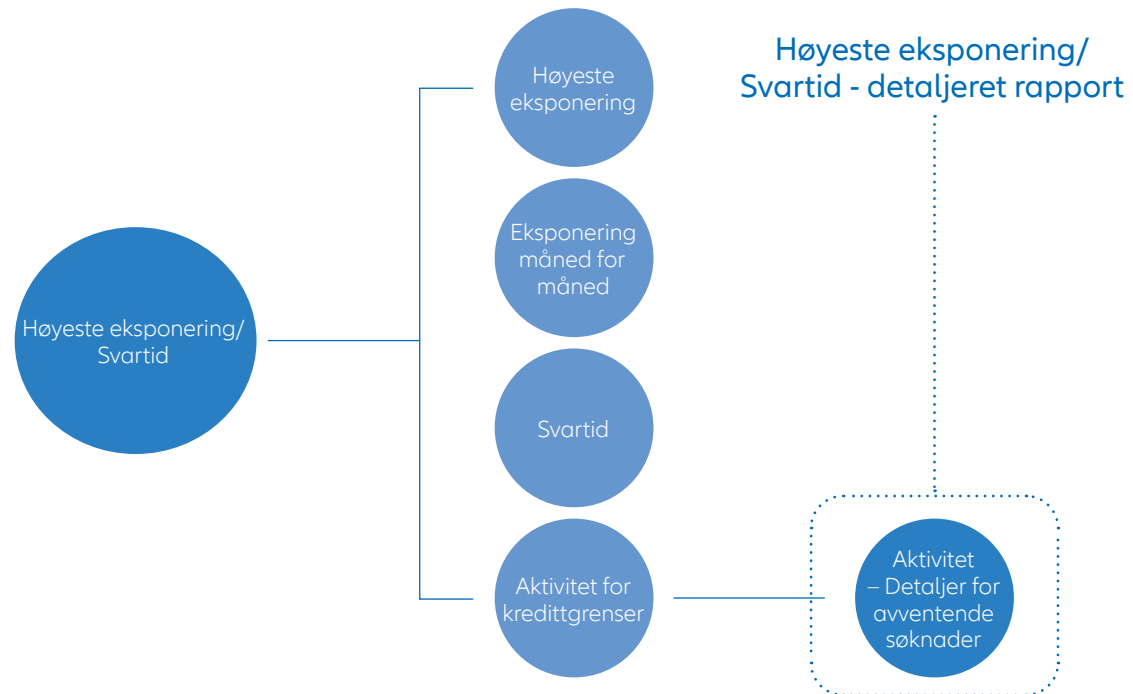 Høyeste eksponering/
Svartid - detaljeret rapport
Høyeste
eksponering
Eksponering
måned for
måned
Høyeste eksponering/
Svartid
Svartid
Aktivitet for
kredittgrenser
Aktivitet
– Detaljer for
avventende
søknader